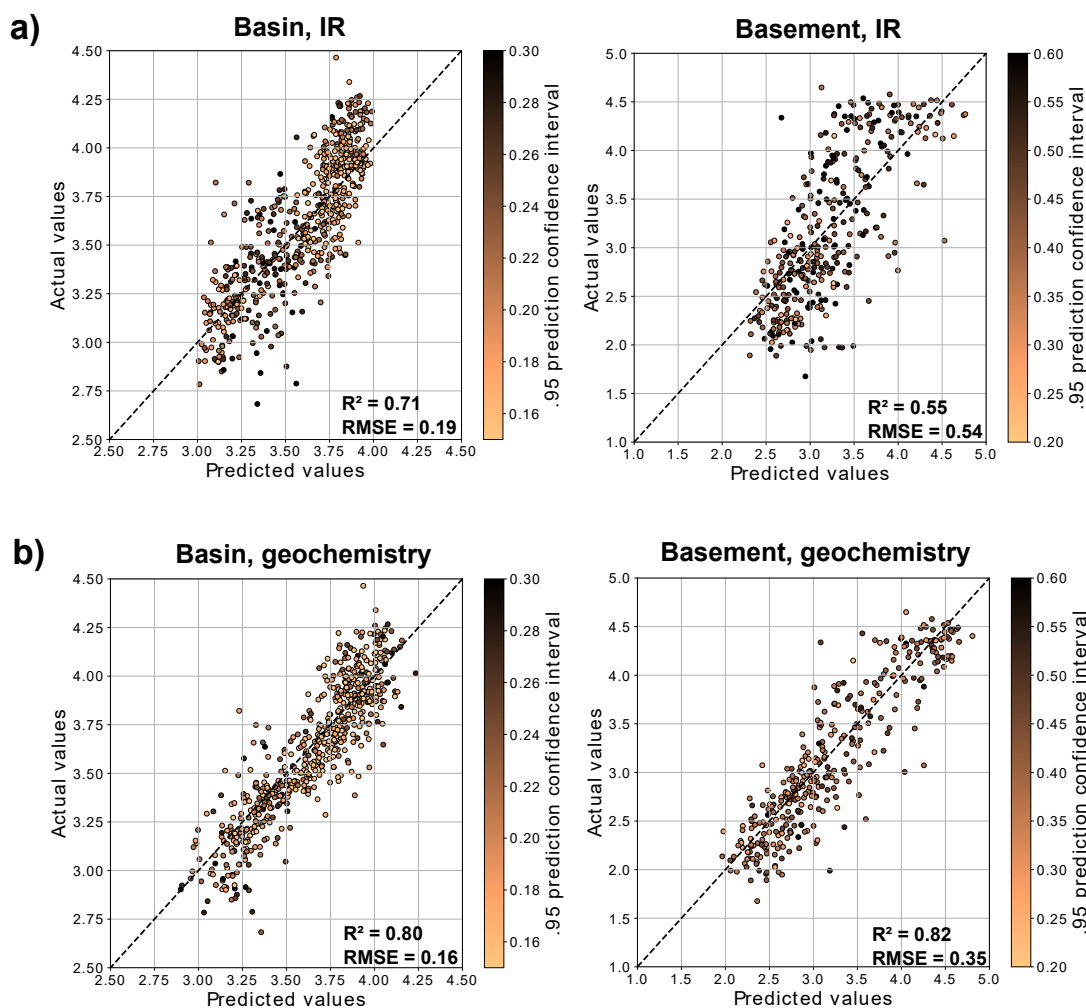 a)
Basin, IR
4.50
4.25
4.00
3.75
3.50
3.25
3.00
2.75
2.50
Actual values
2.50 2.75 3.00 3.25 3.50 3.75 4.00 4.25 4.50
Predicted values
R² = 0.71
RMSE = 0.19
0.30
0.28
0.26
0.24
0.22
0.20
0.18
0.16
.95 prediction confidence interval
Basement, IR
5.0
4.5
4.0
3.5
3.0
2.5
2.0
1.5
1.0
Actual values
1.0 1.5 2.0 2.5 3.0 3.5 4.0 4.5 5.0
Predicted values
R² = 0.55
RMSE = 0.54
0.60
0.55
0.50
0.45
0.40
0.35
0.30
0.25
0.20
.95 prediction confidence interval
b)
Basin, geochemistry
4.50
4.25
4.00
3.75
3.50
3.25
3.00
2.75
2.50
Actual values
2.50 2.75 3.00 3.25 3.50 3.75 4.00 4.25 4.50
Predicted values
R² = 0.80
RMSE = 0.16
0.30
0.28
0.26
0.24
0.22
0.20
0.18
0.16
.95 prediction confidence interval
Basement, geochemistry
5.0
4.5
4.0
3.5
3.0
2.5
2.0
1.5
1.0
Actual values
1.0 1.5 2.0 2.5 3.0 3.5 4.0 4.5 5.0
Predicted values
R² = 0.82
RMSE = 0.35
0.60
0.55
0.50
0.45
0.40
0.35
0.30
0.25
0.20
.95 prediction confidence interval